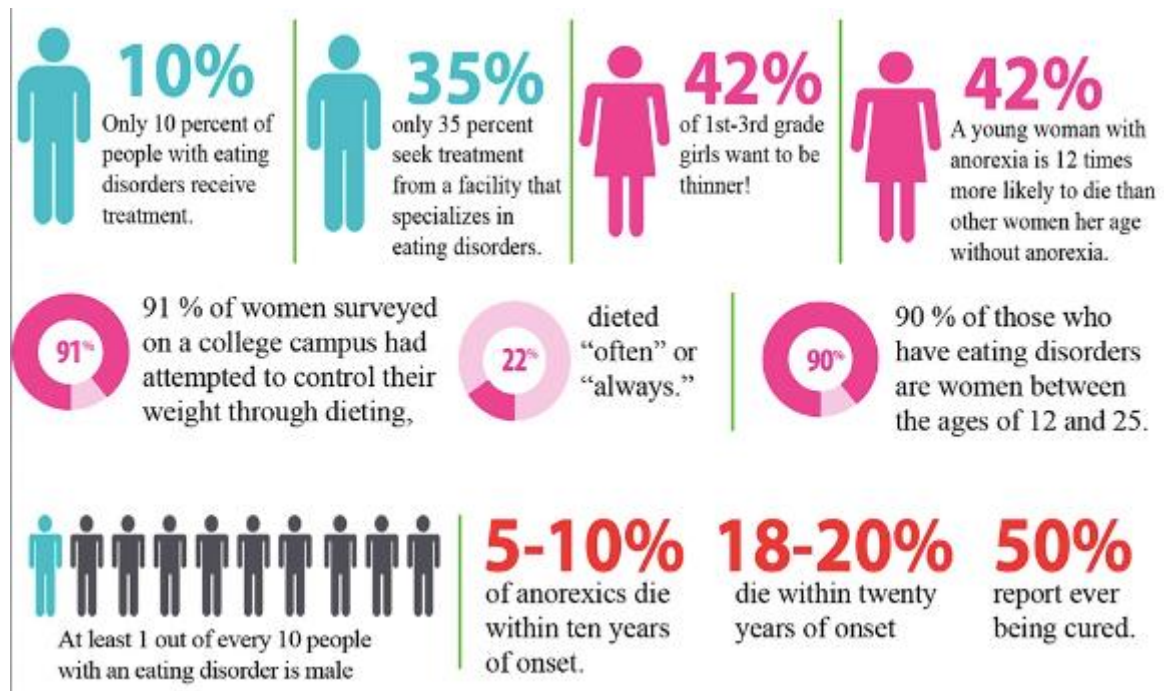 10%
Only 10 percent of
people with eating
disorders receive
treatment.
35%
only 35 percent
seek treatment
from a facility that
specializes in
eating disorders.
42%
of 1st-3rd grade
girls want to be
thinner!
42%
A young woman with
anorexia is 12 times
more likely to die than
other women her age
without anorexia.
91%
91 % of women surveyed
on a college campus had
attempted to control their
weight through dieting,
22%
dieted
“often” or
“always.”
90%
90 % of those who
have eating disorders
are women between
the ages of 12 and 25.
At least 1 out of every 10 people
with an eating disorder is male
5-10%
of anorexics die
within ten years
of onset.
18-20%
die within twenty
years of onset
50%
report ever
being cured.